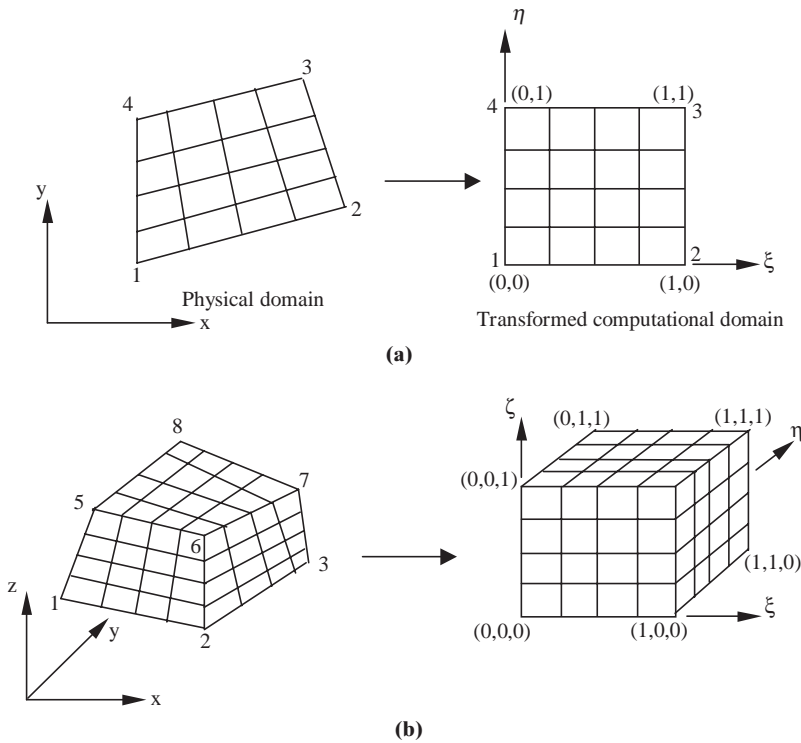 η
3
4
(0,1)
(1,1)
4
3
y
2
1
1
2
ξ
(0,0)
(1,0)
Physical domain
x
Transformed computational domain
(a)
8
ζ
(0,1,1)
(1,1,1)
η
7
5
(0,0,1)
6
3
(1,1,0)
z
1
y
2
(0,0,0)
(1,0,0)
ξ
x
(b)